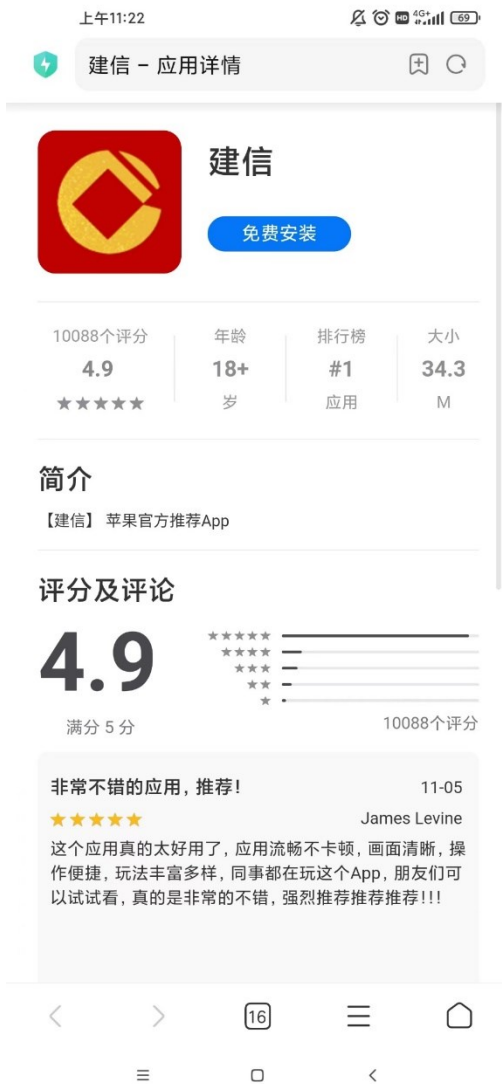 上午11:22
HD 4G+ 69
建信 – 应用详情
建信
免费安装
10088个评分 年龄 排行榜 大小
4.9 18+ #1 34.3
★★★★★ 岁 应用 M
简介
【建信】 苹果官方推荐App
评分及评论
4.9
★★★★★
★★★★
★★★
★★
★
满分 5 分 10088个评分
非常不错的应用，推荐！ 11-05
★★★★★ James Levine
这个应用真的太好用了，应用流畅不卡顿，画面清晰，操
作便捷，玩法丰富多样，同事都在玩这个App，朋友们可
以试试看，真的是非常的不错，强烈推荐推荐推荐！！！
16